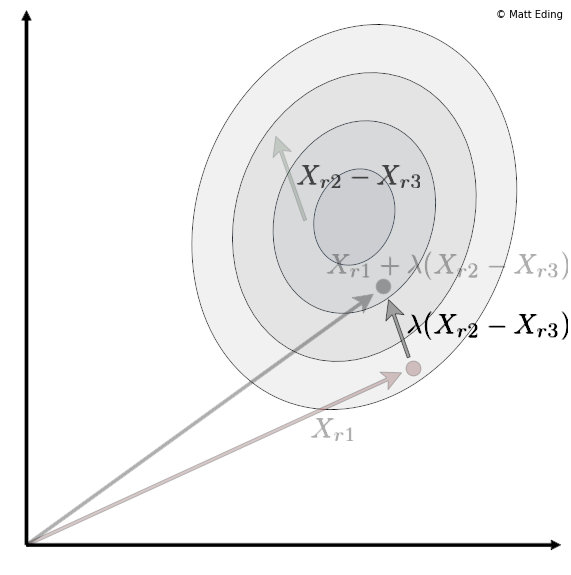 © Matt Eding
X_{r2} − X_{r3}
X_{r1} + λ(X_{r2} − X_{r3})
λ(X_{r2} − X_{r3})
X_{r1}